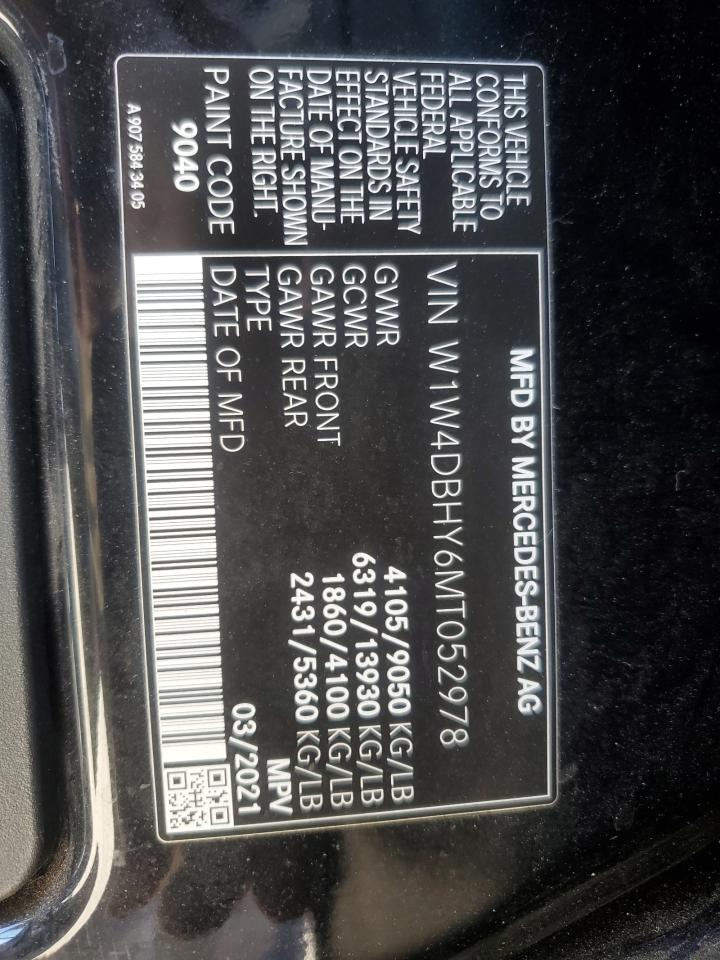 MFD BY MERCEDES-BENZ AG
VIN W1W4DBHY6MT052978
GVWR 4105/9050 KG/LB
GCWR 6319/13930 KG/LB
GAWR FRONT 1860/4100 KG/LB
GAWR REAR 2431/5360 KG/LB
TYPE MPV
DATE OF MFD 03/2021
THIS VEHICLE
CONFORMS TO
ALL APPLICABLE
FEDERAL
VEHICLE SAFETY
STANDARDS IN
EFFECT ON THE
DATE OF MANU-
FACTURE SHOWN
ON THE RIGHT.
PAINT CODE
9040
A 907 584 34 05